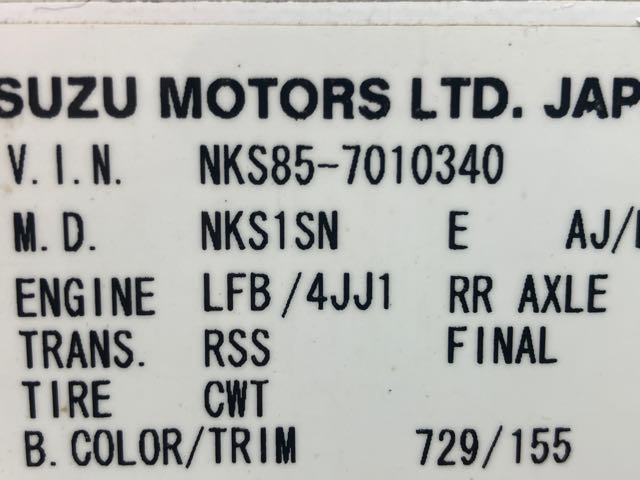 SUZU MOTORS LTD. JAP
V.I.N. NKS85-7010340
M.D. NKS1SN E AJ/
ENGINE LFB/4JJ1 RR AXLE
TRANS. RSS FINAL
TIRE CWT
B.COLOR/TRIM 729/155